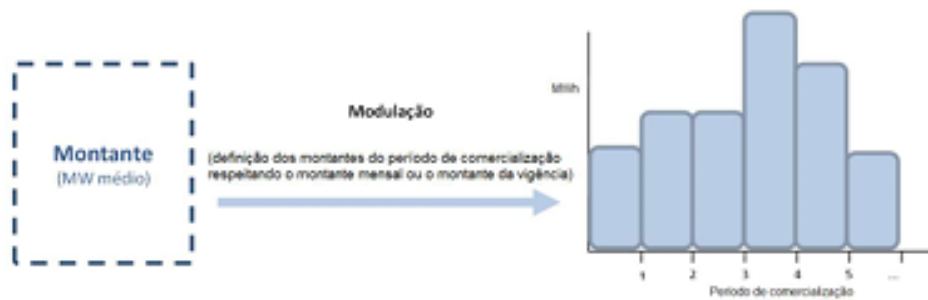 Montante
(MW médio)
Modulação
(definição dos montantes do período de comercialização
respeitando o montante mensal ou o montante da vigência)
MWh
1 2 3 4 5 ...
Período de comercialização